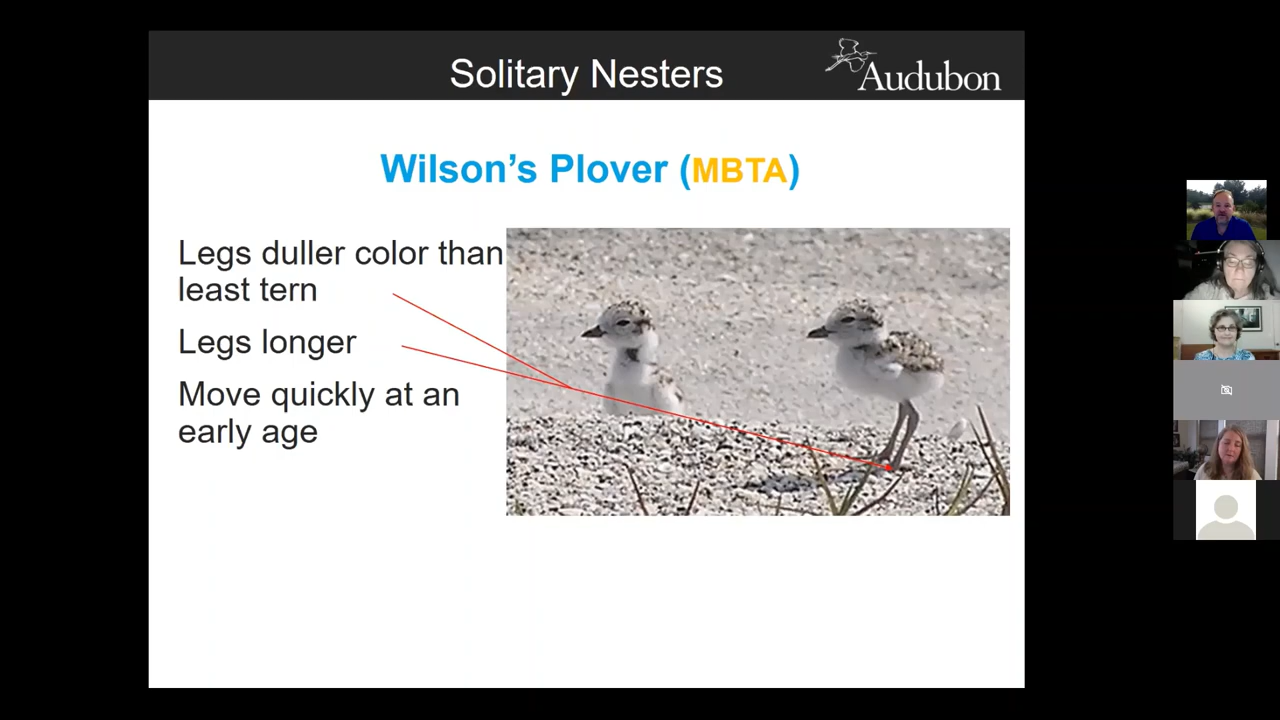 Solitary Nesters
Audubon
Wilson’s Plover (MBTA)
Legs duller color than
least tern
Legs longer
Move quickly at an
early age